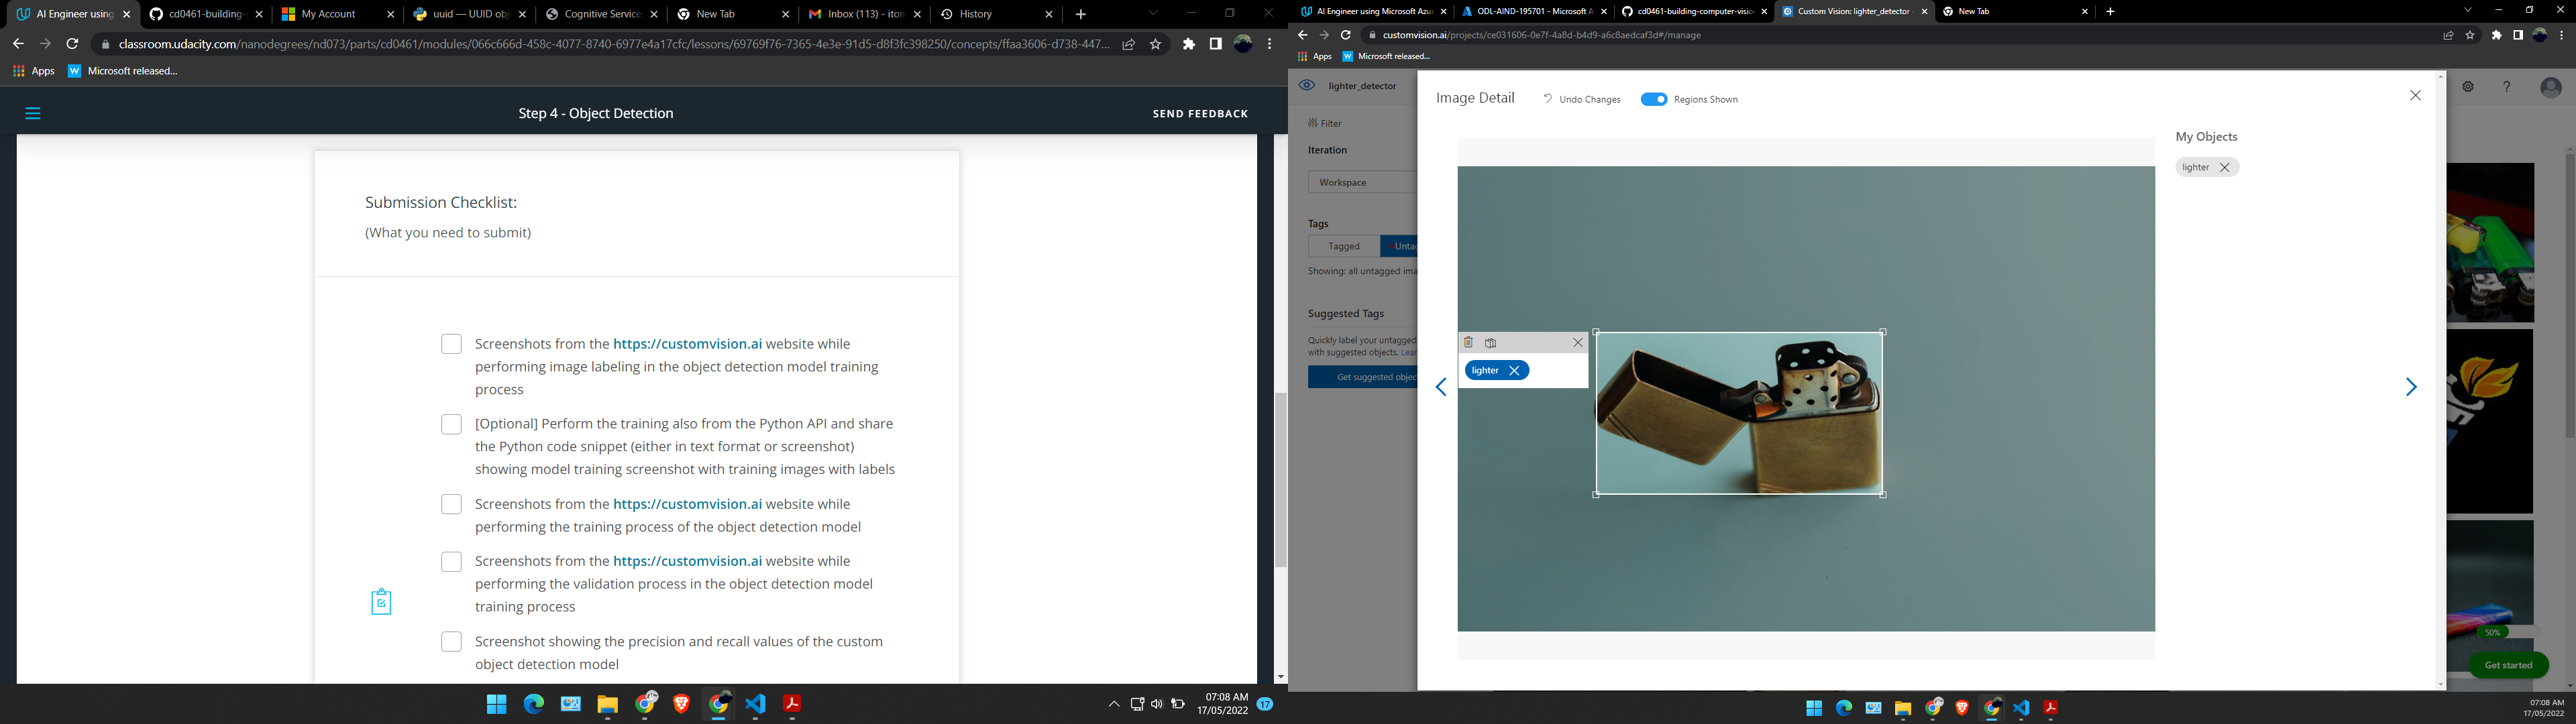 AI Engineer using
cd0461-building-
My Account
uuid — UUID obj
Cognitive Service
New Tab
Inbox (113) - iton
History
classroom.udacity.com/nanodegrees/nd073/parts/cd0461/modules/066c666d-458c-4077-8740-6977e4a17cfc/lessons/69769f76-7365-4e3e-91d5-d8f3fc398250/concepts/ffaa3606-d738-447...
Apps
Microsoft released...
Step 4 - Object Detection
SEND FEEDBACK
Submission Checklist:
(What you need to submit)
Screenshots from the https://customvision.ai website while
performing image labeling in the object detection model training
process
[Optional] Perform the training also from the Python API and share
the Python code snippet (either in text format or screenshot)
showing model training screenshot with training images with labels
Screenshots from the https://customvision.ai website while
performing the training process of the object detection model
Screenshots from the https://customvision.ai website while
performing the validation process in the object detection model
training process
Screenshot showing the precision and recall values of the custom
object detection model
07:08 AM
17/05/2022
17
AI Engineer using Microsoft Azur
ODL-AIND-195701 - Microsoft A
cd0461-building-computer-visio
Custom Vision: lighter_detector -
New Tab
customvision.ai/projects/ce031606-0e7f-4a8d-b4d9-a6c8aedcaf3d#/manage
Apps
Microsoft released...
lighter_detector
Filter
Iteration
Workspace
Tags
Tagged
Untag
Showing: all untagged ima
Suggested Tags
Quickly label your untagged
with suggested objects. Lear
Get suggested objec
Image Detail
Undo Changes
Regions Shown
lighter
My Objects
lighter
50%
Get started
07:08 AM
17/05/2022